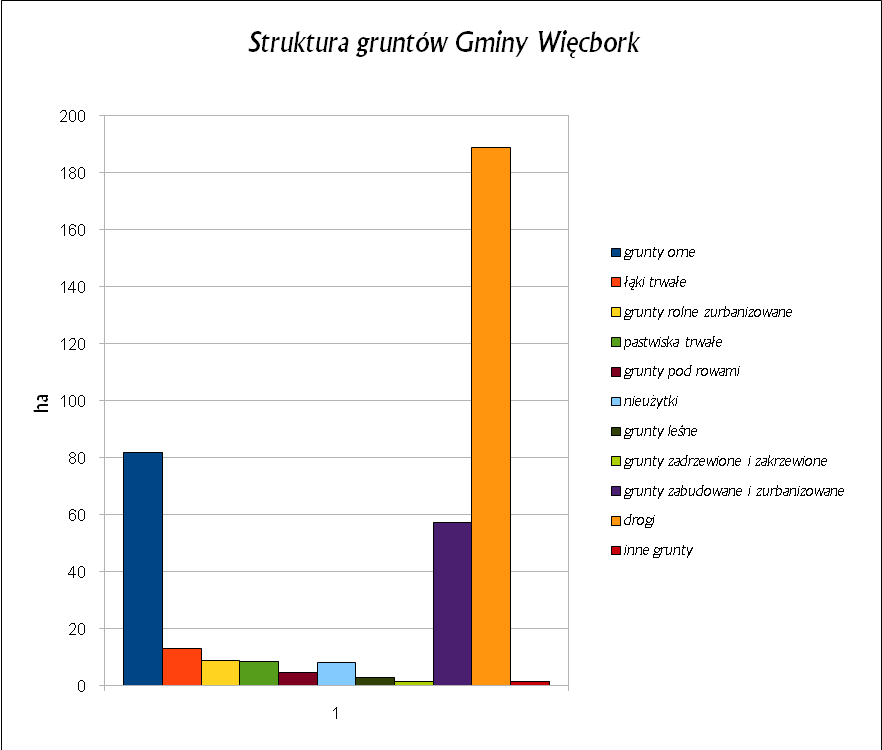 Struktura gruntów Gminy Więcbork
200
180
160
140
120
100
80
60
40
20
0
ha
1
grunty orne
łąki trwałe
grunty rolne zurbanizowane
pastwiska trwałe
grunty pod rowami
nieużytki
grunty leśne
grunty zadrzewione i zakrzewione
grunty zabudowane i zurbanizowane
drogi
inne grunty